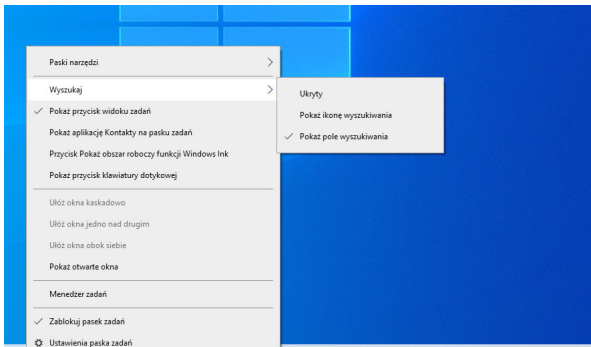 Paski narzędzi
Wyszukaj
Pokaż przycisk widoku zadań
Pokaż aplikację Kontakty na pasku zadań
Przycisk Pokaż obszar roboczy funkcji Windows Ink
Pokaż przycisk klawiatury dotykowej
Ułóż okna kaskadowo
Ułóż okna jedno nad drugim
Ułóż okna obok siebie
Pokaż otwarte okna
Menedżer zadań
Zablokuj pasek zadań
Ustawienia paska zadań
Ukryty
Pokaż ikonę wyszukiwania
Pokaż pole wyszukiwania